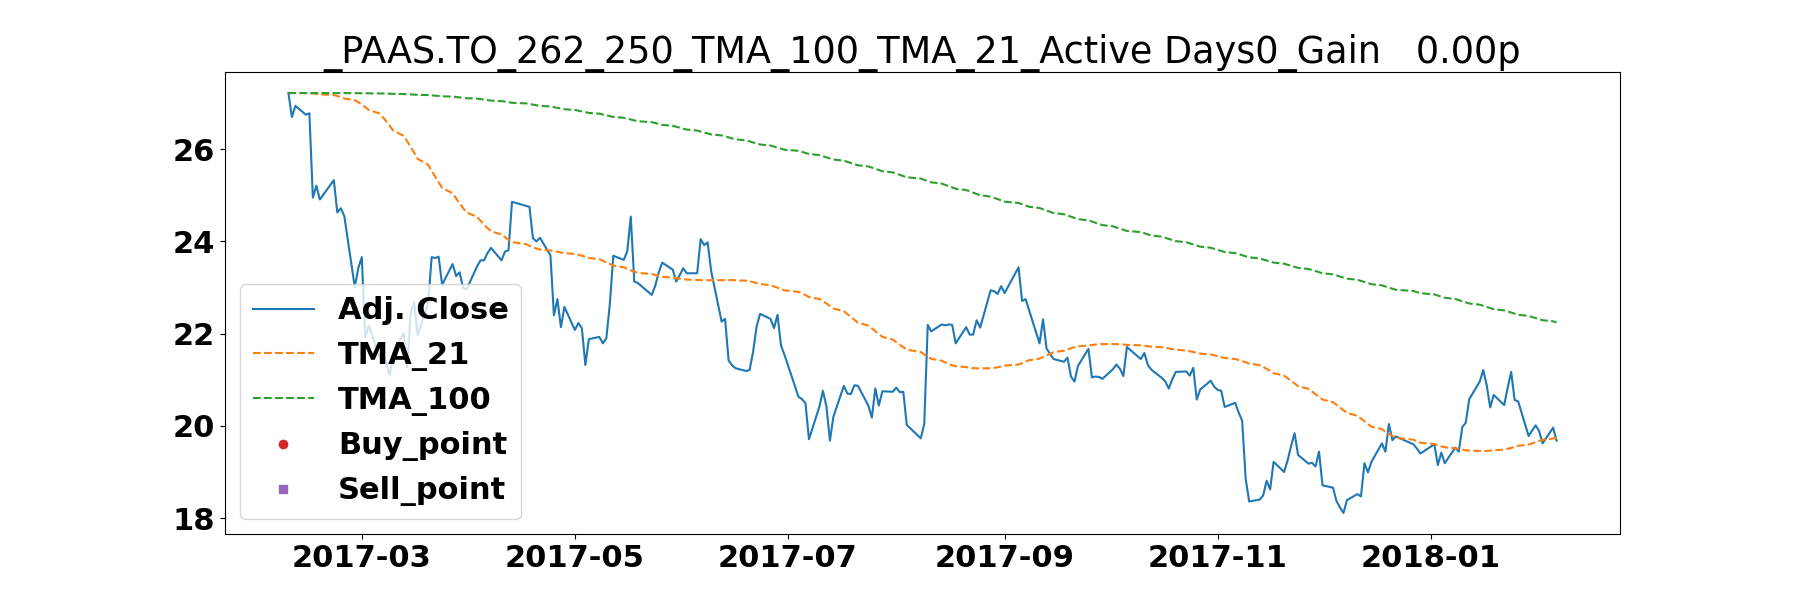 _PAAS.TO_262_250_TMA_100_TMA_21_Active Days0_Gain   0.00p
26
24
22
20
18
Adj. Close
TMA_21
TMA_100
Buy_point
Sell_point
2017-03 2017-05 2017-07 2017-09 2017-11 2018-01